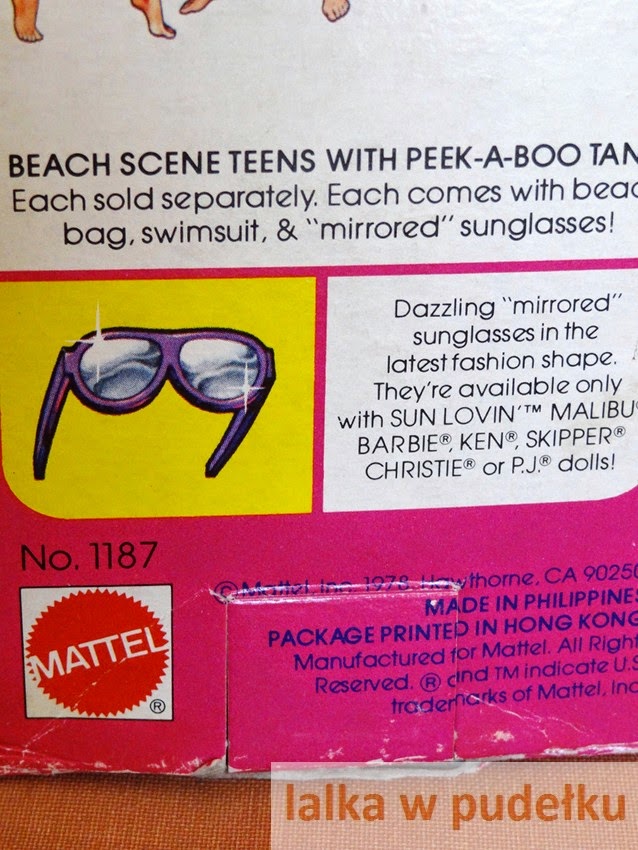 BEACH SCENE TEENS WITH PEEK-A-BOO TAN
Each sold separately. Each comes with beac
bag, swimsuit, & "mirrored" sunglasses!
Dazzling "mirrored"
sunglasses in the
latest fashion shape.
They're available only
with SUN LOVIN'™ MALIBU®
BARBIE®, KEN®, SKIPPER®
CHRISTIE® or P.J.® dolls!
No. 1187
© Mattel, Inc. 1978. Hawthorne, CA 90250
MADE IN PHILIPPINES
PACKAGE PRINTED IN HONG KONG
Manufactured for Mattel. All Right
Reserved. ® and TM indicate U.S
trademarks of Mattel, Inc
MATTEL®
lalka w pudełku